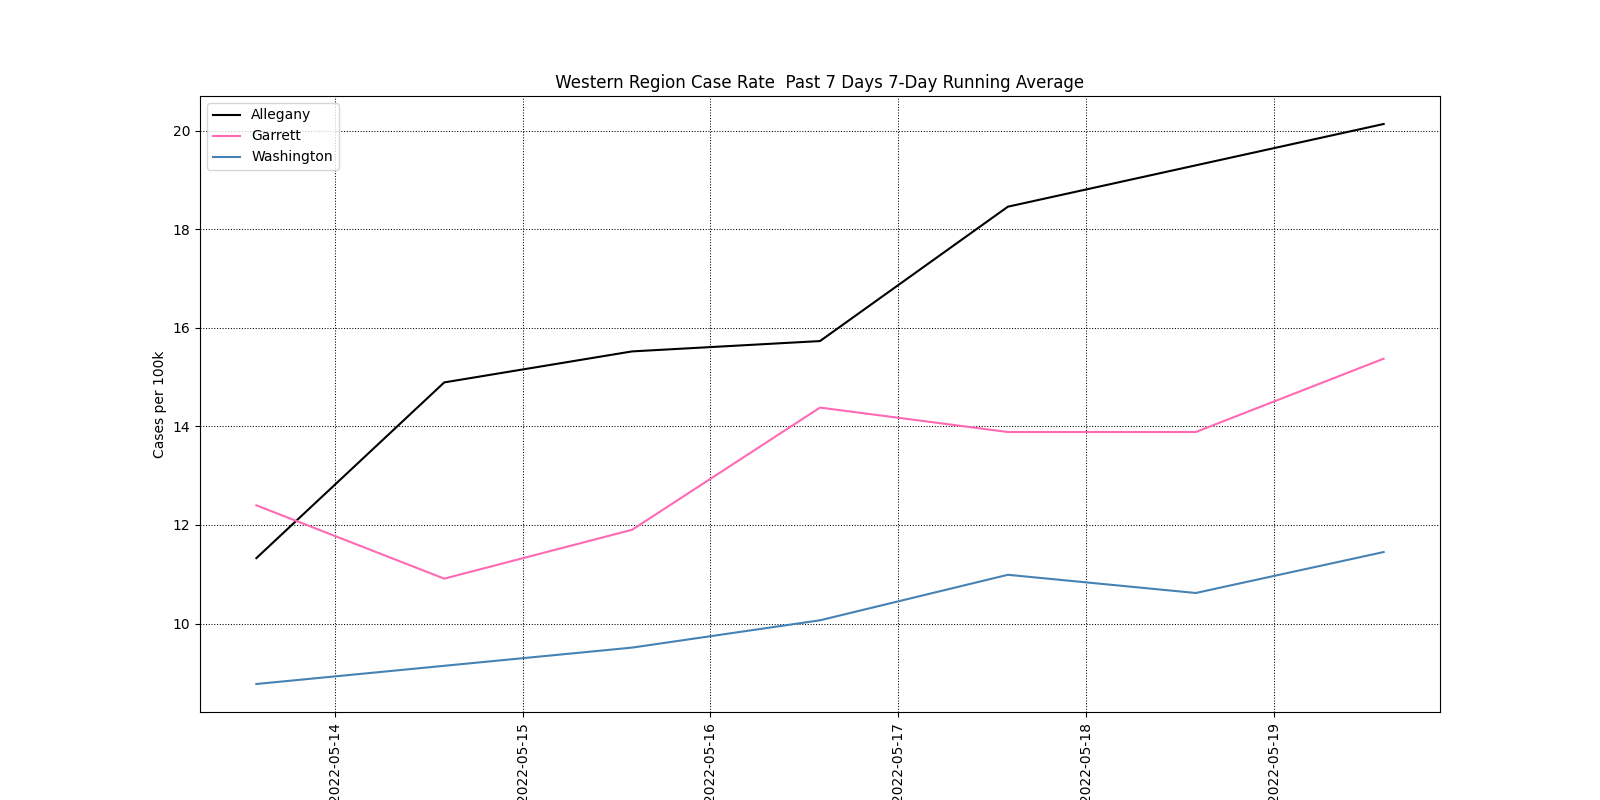 Western Region Case Rate  Past 7 Days 7-Day Running Average
Allegany
Garrett
Washington
20
18
16
14
12
10
Cases per 100k
2022-05-14
2022-05-15
2022-05-16
2022-05-17
2022-05-18
2022-05-19